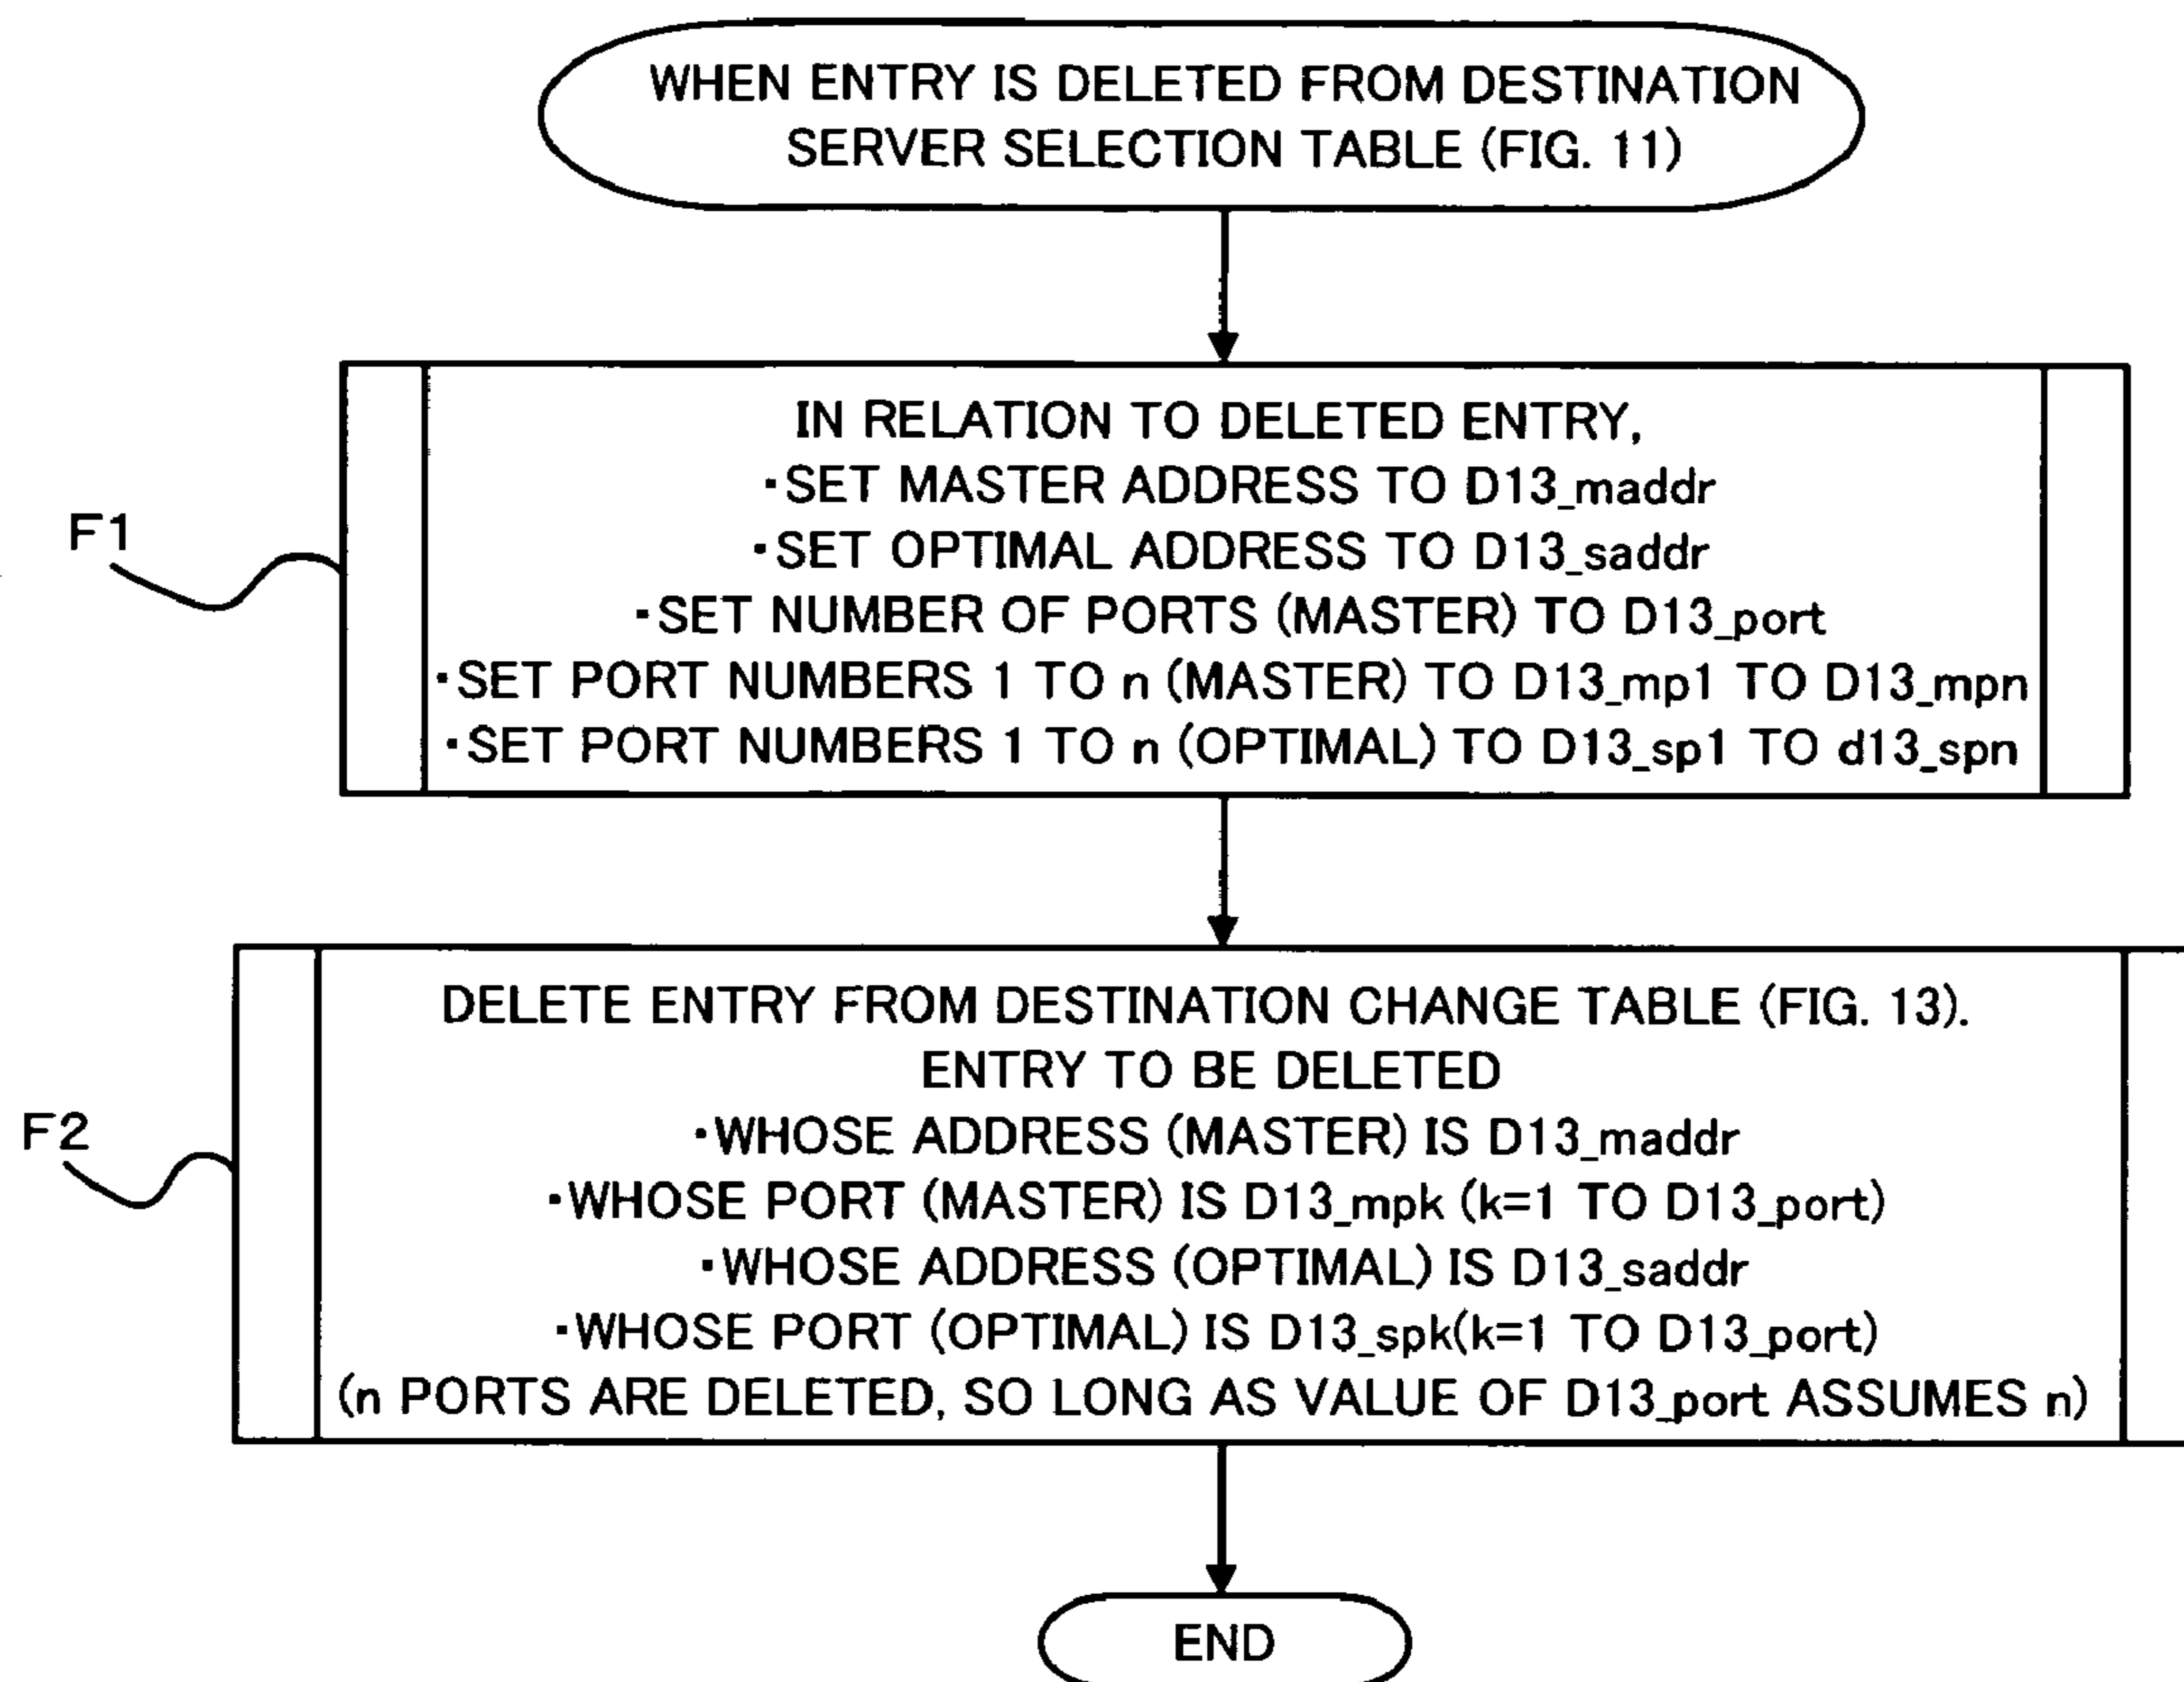 WHEN ENTRY IS DELETED FROM DESTINATION
SERVER SELECTION TABLE (FIG. 11)
F1
IN RELATION TO DELETED ENTRY,
・SET MASTER ADDRESS TO D13_maddr
・SET OPTIMAL ADDRESS TO D13_saddr
・SET NUMBER OF PORTS (MASTER) TO D13_port
・SET PORT NUMBERS 1 TO n (MASTER) TO D13_mp1 TO D13_mpn
・SET PORT NUMBERS 1 TO n (OPTIMAL) TO D13_sp1 TO d13_spn
F2
DELETE ENTRY FROM DESTINATION CHANGE TABLE (FIG. 13).
ENTRY TO BE DELETED
・WHOSE ADDRESS (MASTER) IS D13_maddr
・WHOSE PORT (MASTER) IS D13_mpk (k=1 TO D13_port)
・WHOSE ADDRESS (OPTIMAL) IS D13_saddr
・WHOSE PORT (OPTIMAL) IS D13_spk(k=1 TO D13_port)
(n PORTS ARE DELETED, SO LONG AS VALUE OF D13_port ASSUMES n)
END